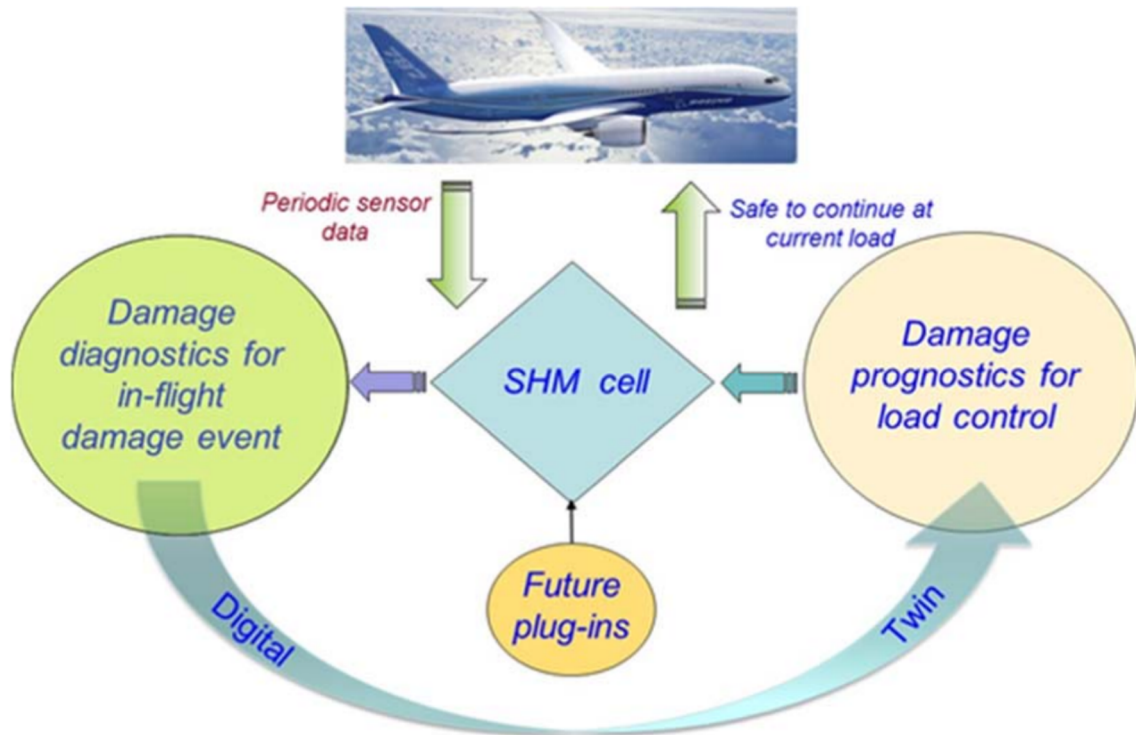 BOEING
Periodic sensor
data
Safe to continue at
current load
Damage
diagnostics for
in-flight
damage event
SHM cell
Damage
prognostics for
load control
Future
plug-ins
Digital
Twin